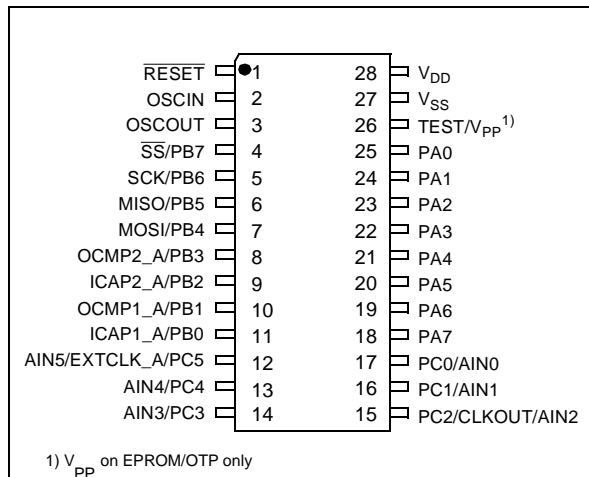 RESET 1 28 VDD
OSCIN 2 27 VSS
OSCOUT 3 26 TEST/VPP1)
SS/PB7 4 25 PA0
SCK/PB6 5 24 PA1
MISO/PB5 6 23 PA2
MOSI/PB4 7 22 PA3
OCMP2_A/PB3 8 21 PA4
ICAP2_A/PB2 9 20 PA5
OCMP1_A/PB1 10 19 PA6
ICAP1_A/PB0 11 18 PA7
AIN5/EXTCLK_A/PC5 12 17 PC0/AIN0
AIN4/PC4 13 16 PC1/AIN1
AIN3/PC3 14 15 PC2/CLKOUT/AIN2
1) VPP on EPROM/OTP only